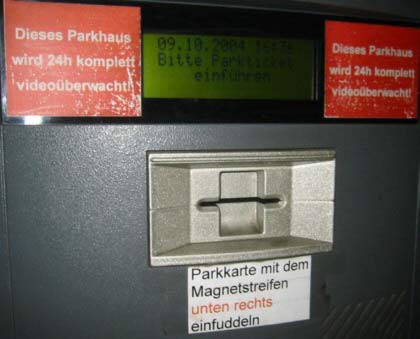 Dieses Parkhaus
wird 24h komplett
videoüberwacht!
09.10.2004
Bitte Parkticket
einführen
Dieses Parkhaus
wird 24h komplett
videoüberwacht!
Parkkarte mit dem
Magnetstreifen
unten rechts
einfuddeln